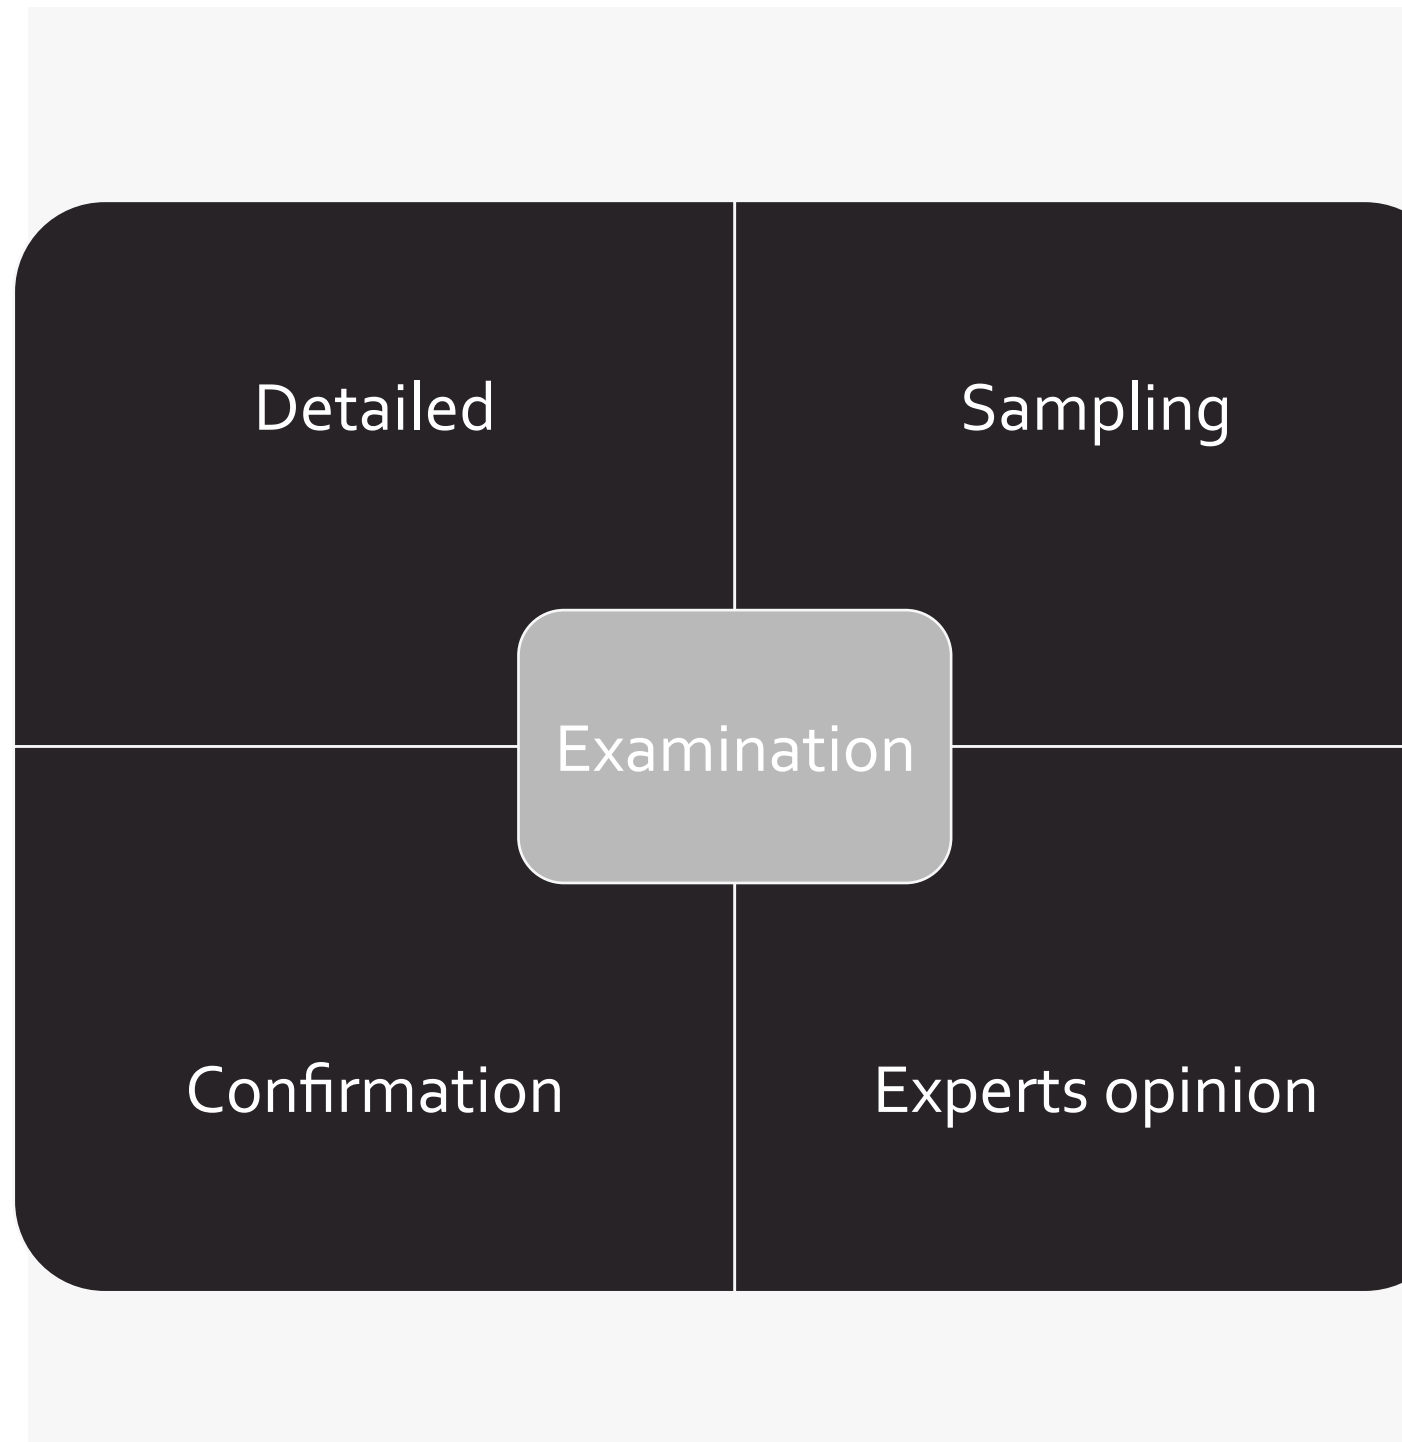 Detailed
Sampling
Examination
Confirmation
Experts opinion